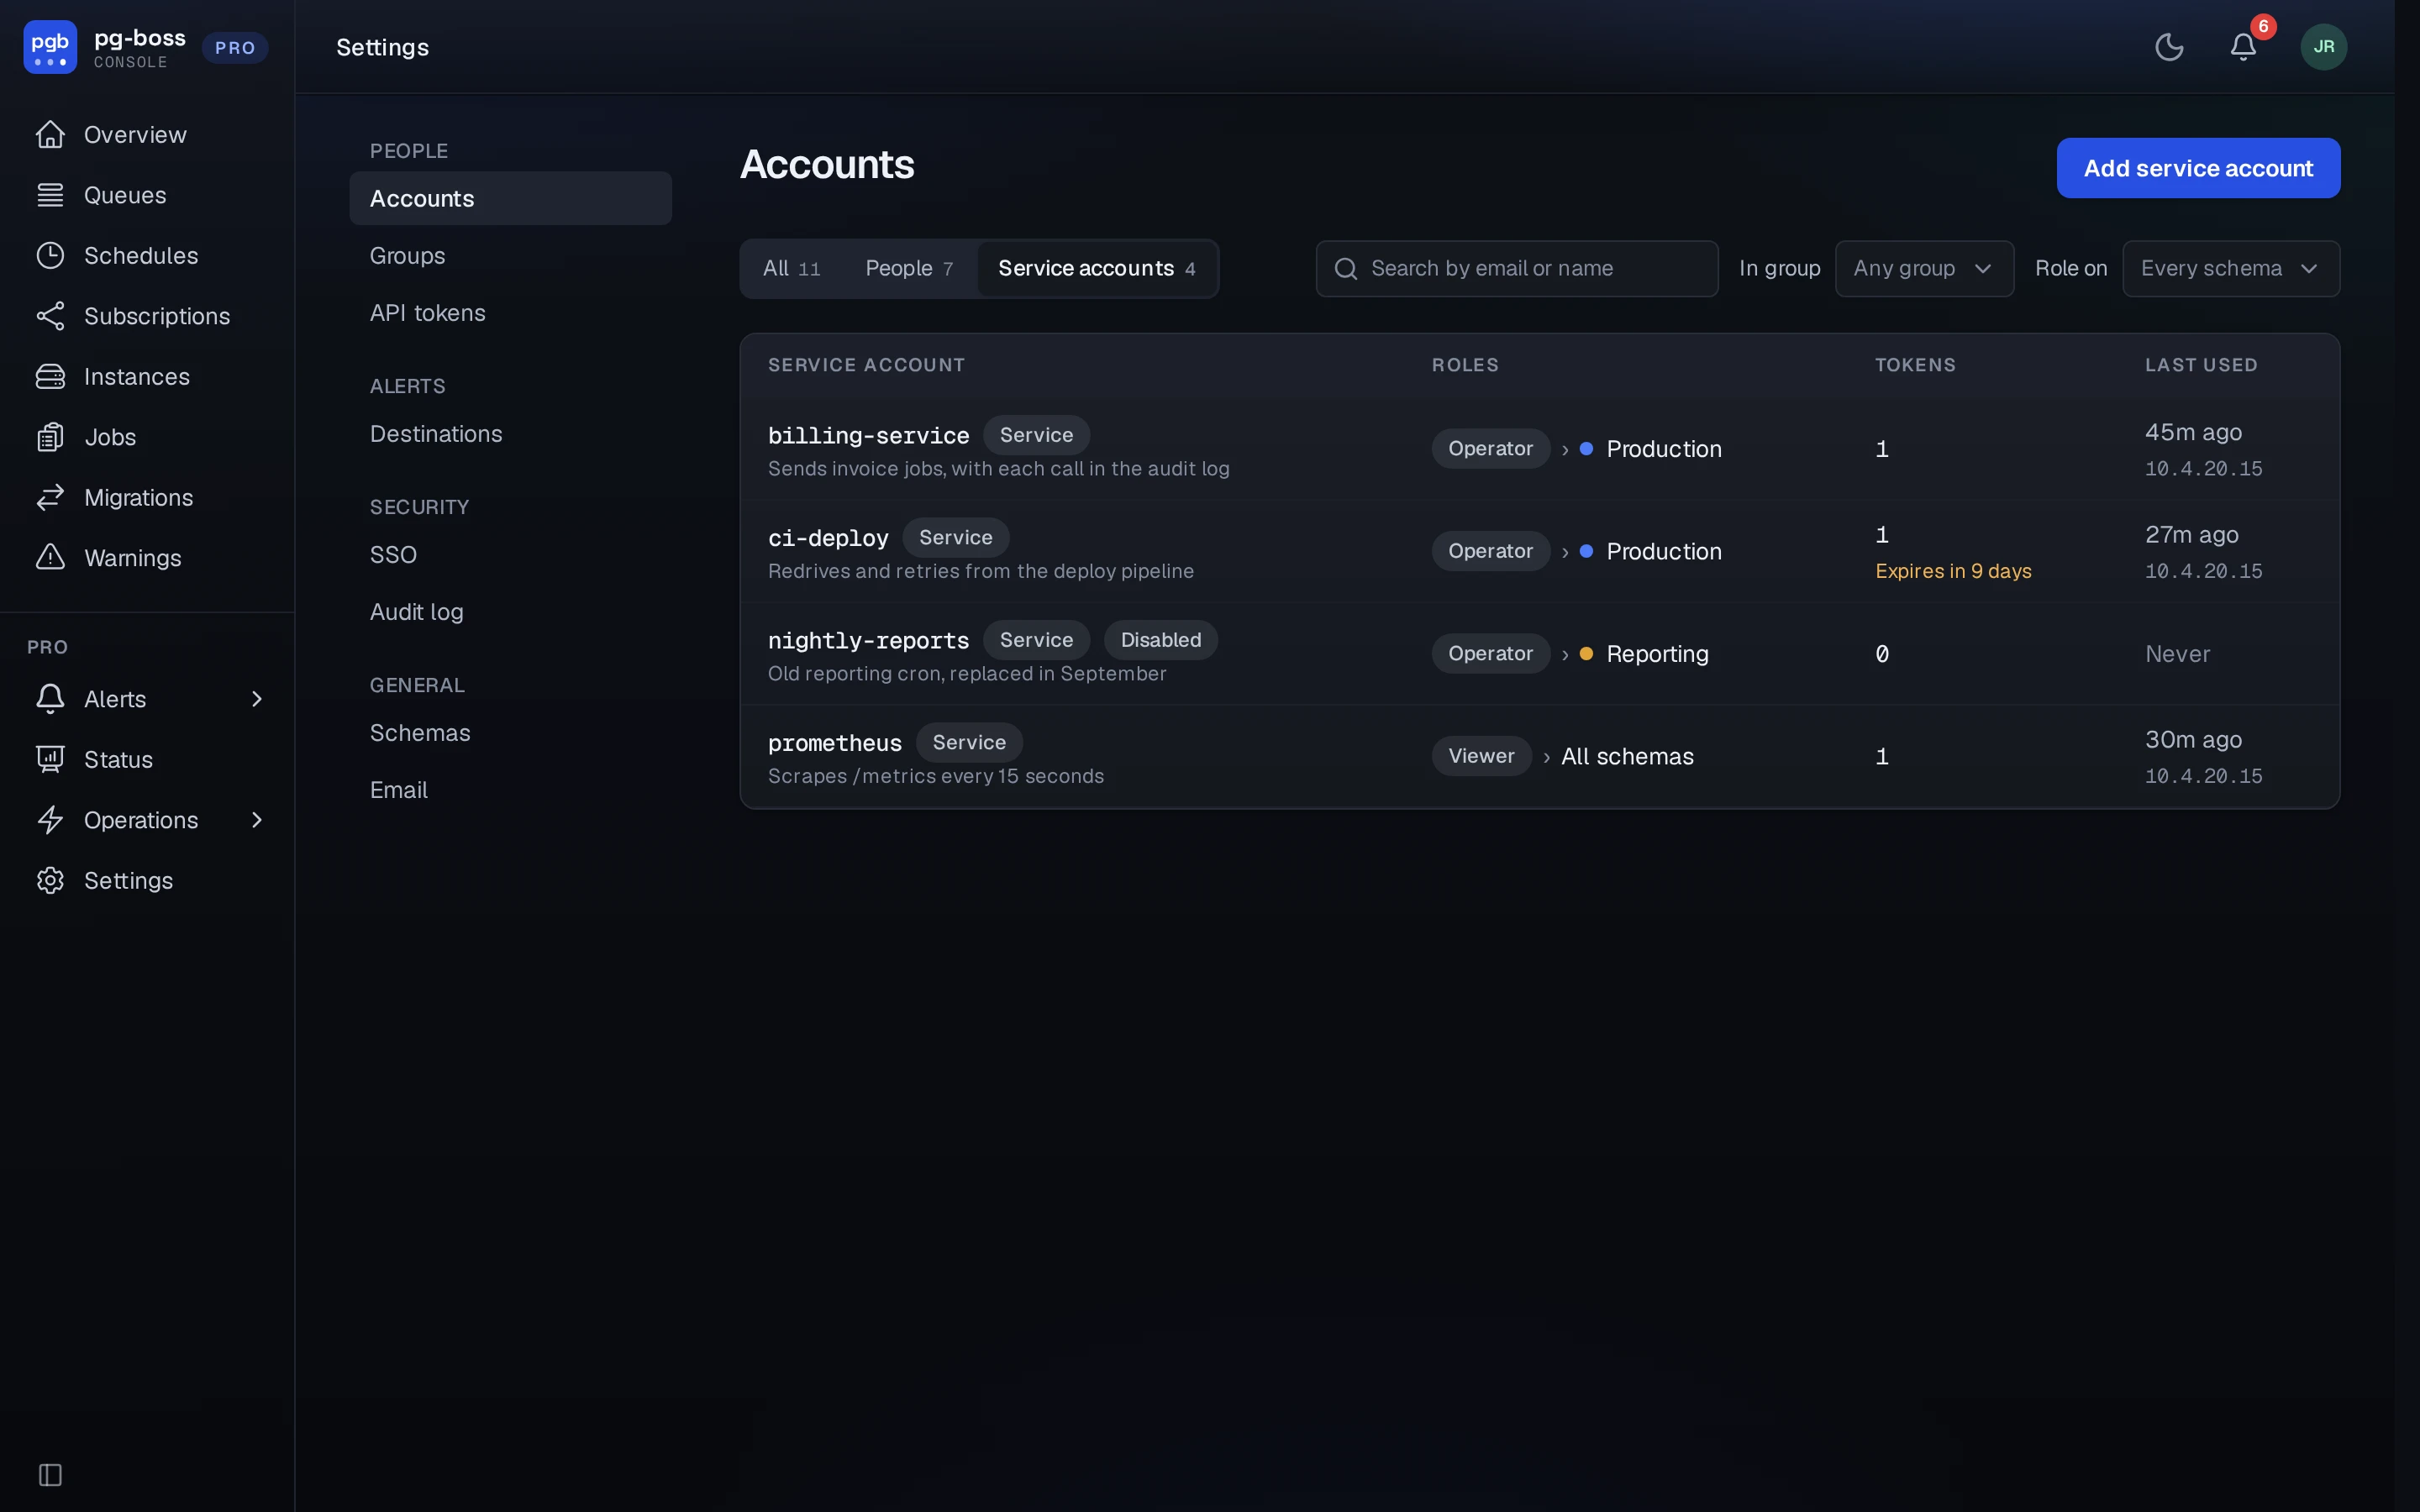 pgb
pg-boss
CONSOLE
PRO
Settings
6
JR
Overview
Queues
Schedules
Subscriptions
Instances
Jobs
Migrations
Warnings
PRO
Alerts
Status
Operations
Settings
PEOPLE
Accounts
Groups
API tokens
ALERTS
Destinations
SECURITY
SSO
Audit log
GENERAL
Schemas
Email
Accounts
Add service account
All 11
People 7
Service accounts 4
Search by email or name
In group
Any group
Role on
Every schema
SERVICE ACCOUNT ROLES TOKENS LAST USED
billing-service Service
Sends invoice jobs, with each call in the audit log
Operator › Production
1
45m ago
10.4.20.15
ci-deploy Service
Redrives and retries from the deploy pipeline
Operator › Production
1
Expires in 9 days
27m ago
10.4.20.15
nightly-reports Service Disabled
Old reporting cron, replaced in September
Operator › Reporting
0
Never
prometheus Service
Scrapes /metrics every 15 seconds
Viewer › All schemas
1
30m ago
10.4.20.15